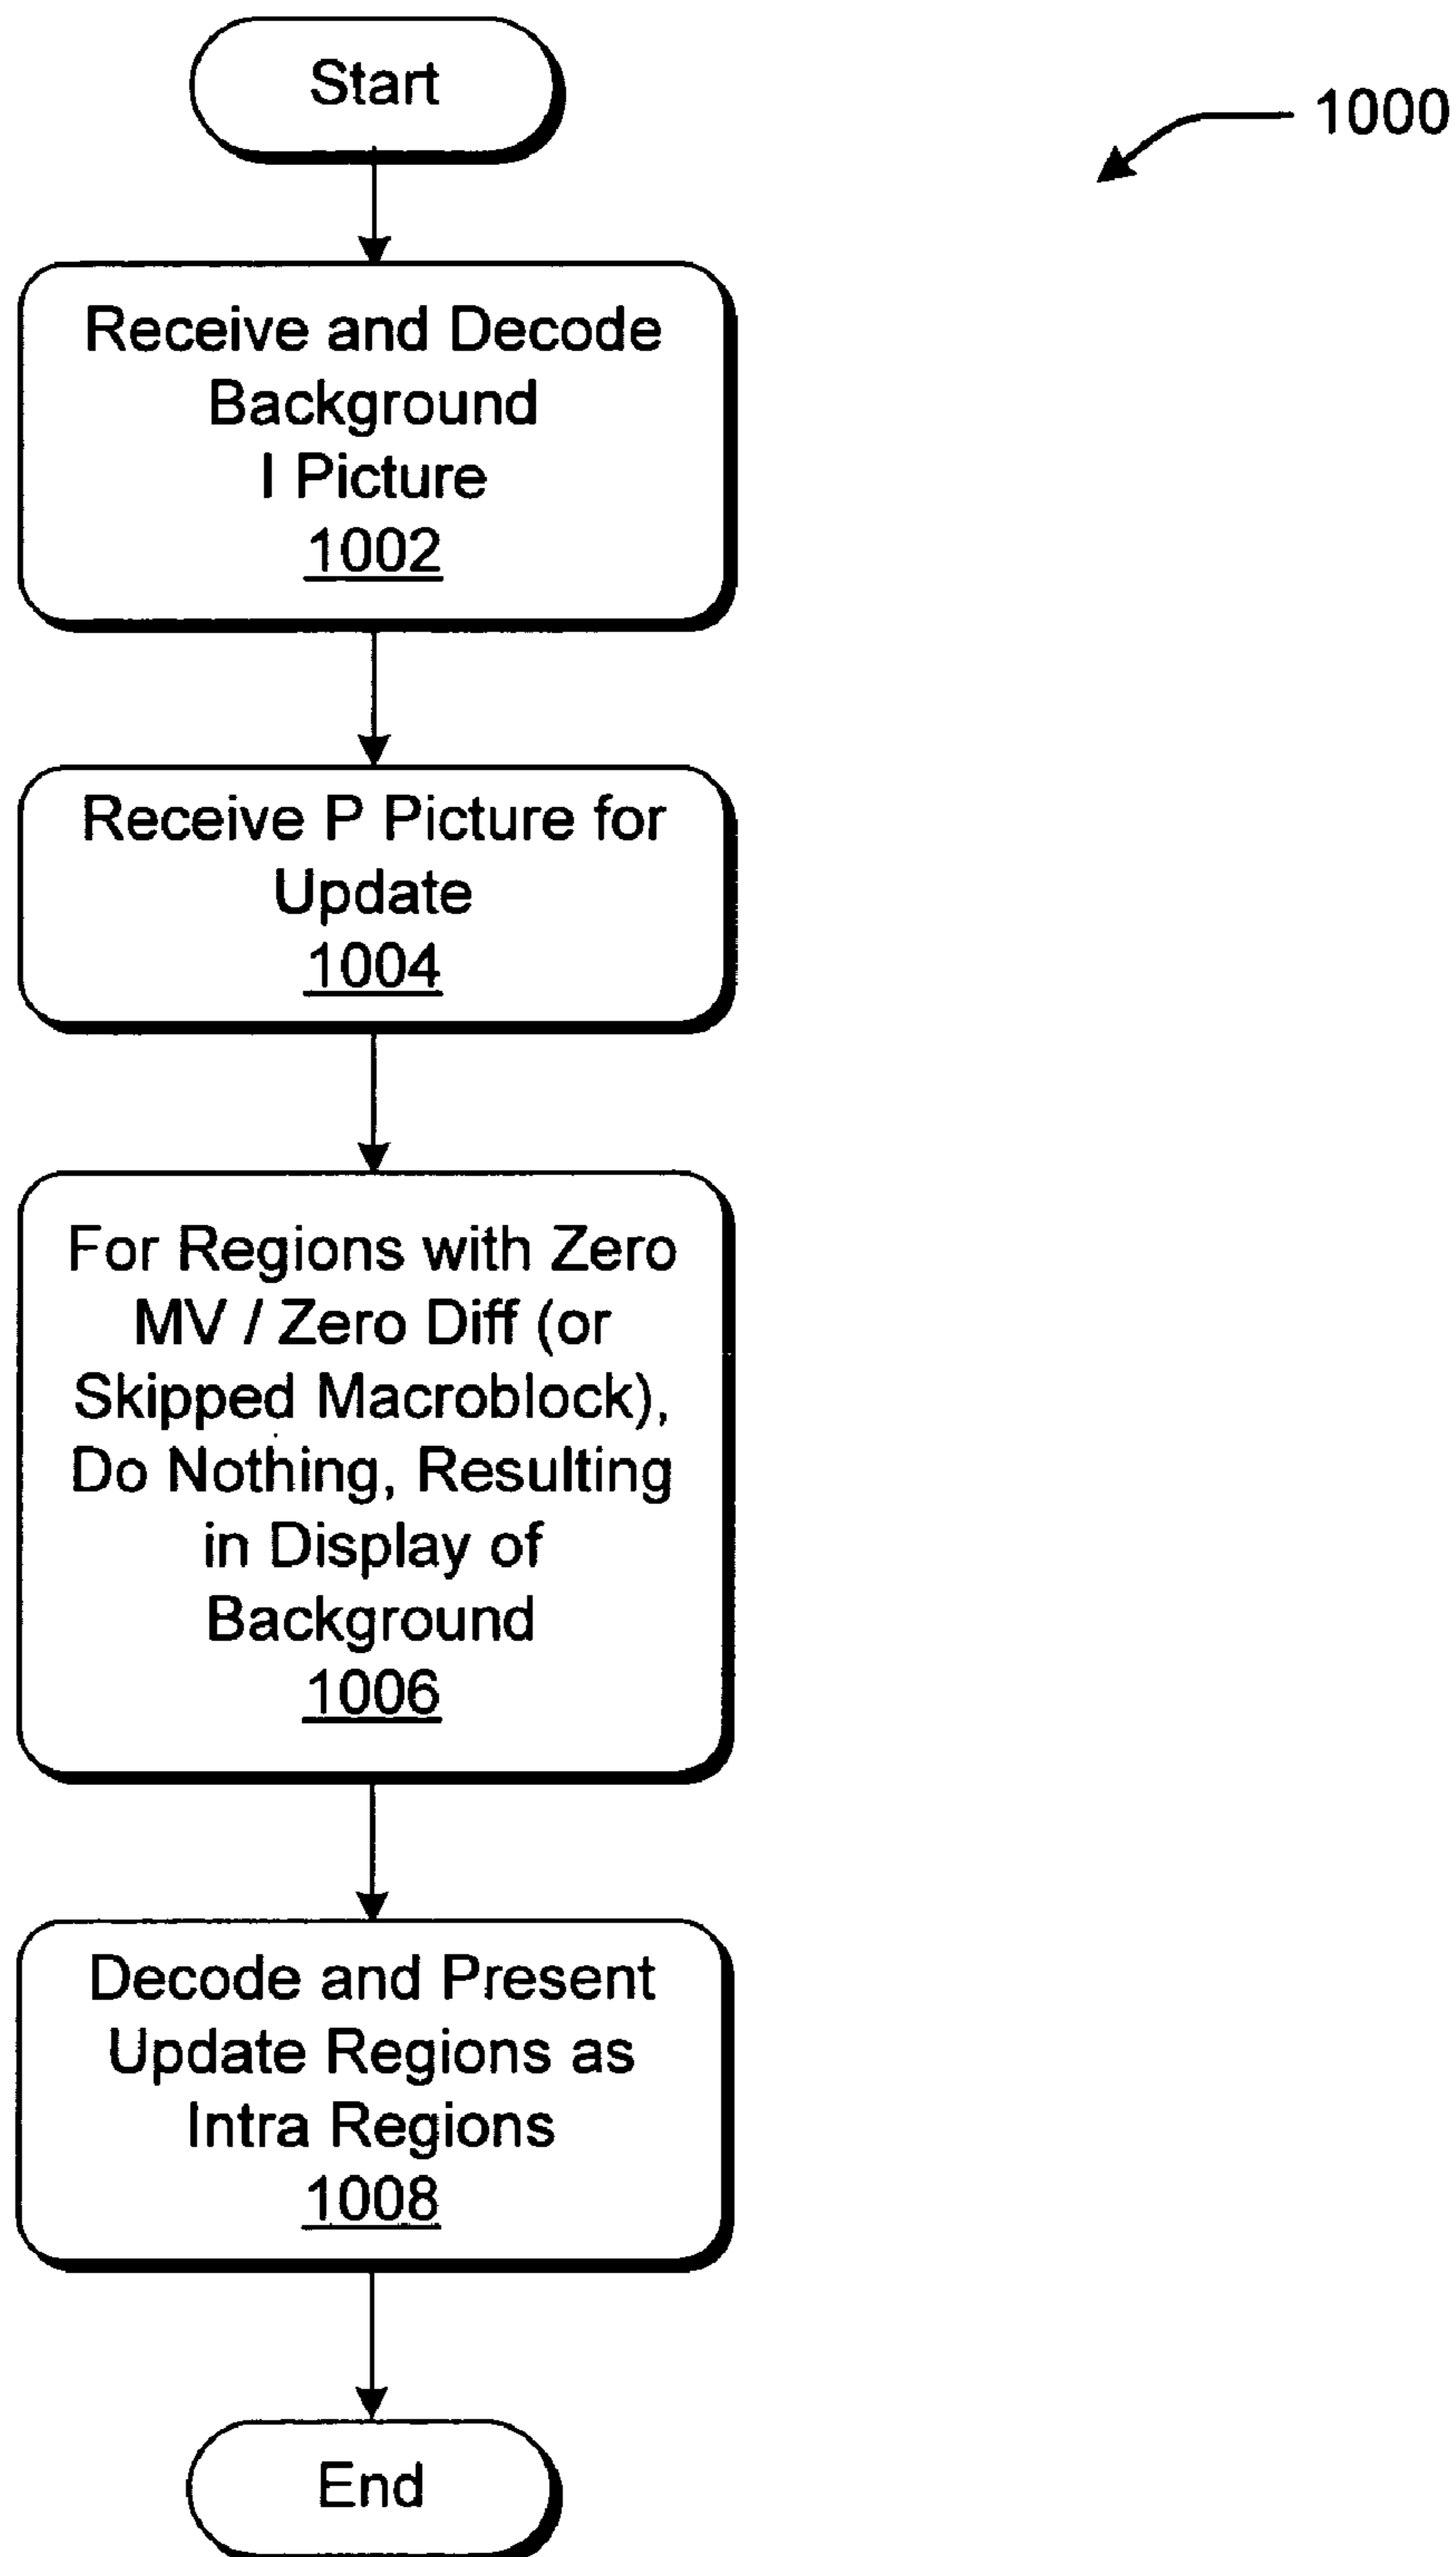 Start
1000
Receive and Decode
Background
I Picture
1002
Receive P Picture for
Update
1004
For Regions with Zero
MV / Zero Diff (or
Skipped Macroblock),
Do Nothing, Resulting
in Display of
Background
1006
Decode and Present
Update Regions as
Intra Regions
1008
End